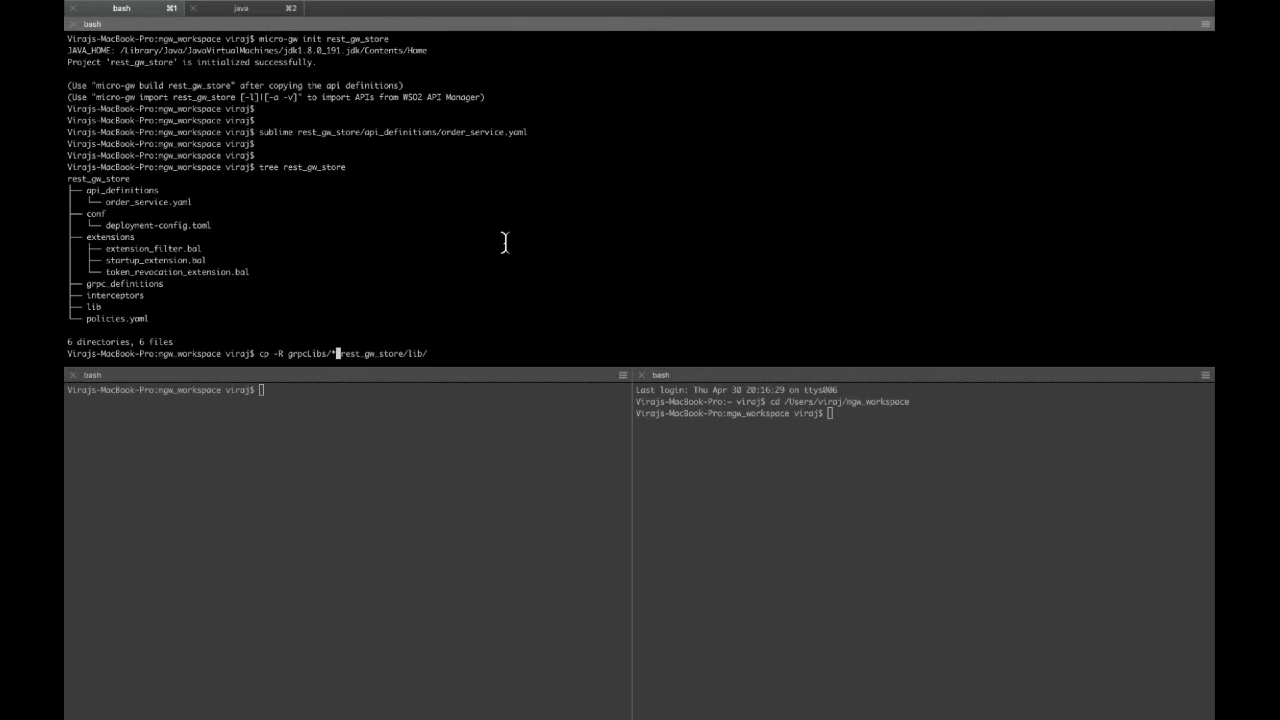 bash ⌘1 java ⌘2
bash
Virajs-MacBook-Pro:mgw_workspace viraj$ micro-gw init rest_gw_store
JAVA_HOME: /Library/Java/JavaVirtualMachines/jdk1.8.0_191.jdk/Contents/Home
Project 'rest_gw_store' is initialized successfully.
(Use "micro-gw build rest_gw_store" after copying the api definitions)
(Use "micro-gw import rest_gw_store [-l]|[-a -v]" to import APIs from WSO2 API Manager)
Virajs-MacBook-Pro:mgw_workspace viraj$
Virajs-MacBook-Pro:mgw_workspace viraj$
Virajs-MacBook-Pro:mgw_workspace viraj$ sublime rest_gw_store/api_definitions/order_service.yaml
Virajs-MacBook-Pro:mgw_workspace viraj$
Virajs-MacBook-Pro:mgw_workspace viraj$
Virajs-MacBook-Pro:mgw_workspace viraj$ tree rest_gw_store
rest_gw_store
├── api_definitions
│   └── order_service.yaml
├── conf
│   └── deployment-config.toml
├── extensions
│   ├── extension_filter.bal
│   ├── startup_extension.bal
│   └── token_revocation_extension.bal
├── grpc_definitions
├── interceptors
├── lib
└── policies.yaml
6 directories, 6 files
Virajs-MacBook-Pro:mgw_workspace viraj$ cp -R grpcLibs/* rest_gw_store/lib/
bash
Virajs-MacBook-Pro:mgw_workspace viraj$
bash
Last login: Thu Apr 30 20:16:29 on ttys006
Virajs-MacBook-Pro:~ viraj$ cd /Users/viraj/mgw_workspace
Virajs-MacBook-Pro:mgw_workspace viraj$